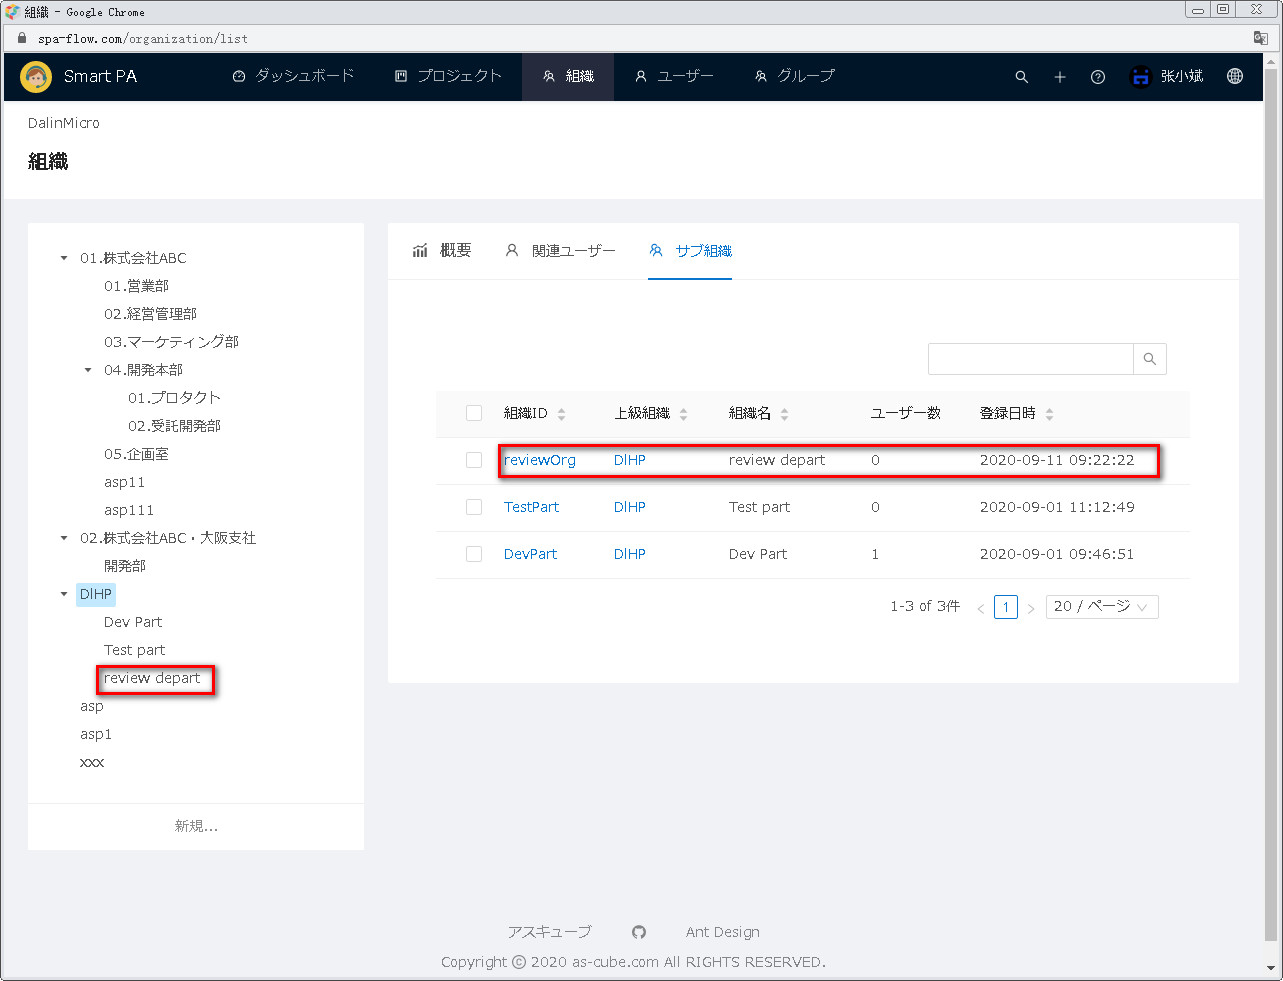 組織 - Google Chrome
spa-flow.com/organization/list
Smart PA ダッシュボード プロジェクト 組織 ユーザー グループ 张小斌
DalinMicro
組織
01.株式会社ABC
01.営業部
02.経営管理部
03.マーケティング部
04.開発本部
01.プロタクト
02.受託開発部
05.企画室
asp11
asp111
02.株式会社ABC・大阪支社
開発部
DlHP
Dev Part
Test part
review depart
asp
asp1
xxx
新規...
概要 関連ユーザー サブ組織
組織ID 上級組織 組織名 ユーザー数 登録日時
reviewOrg DlHP review depart 0 2020-09-11 09:22:22
TestPart DlHP Test part 0 2020-09-01 11:12:49
DevPart DlHP Dev Part 1 2020-09-01 09:46:51
1-3 of 3件 < 1 > 20 / ページ
アスキューブ Ant Design
Copyright © 2020 as-cube.com All RIGHTS RESERVED.